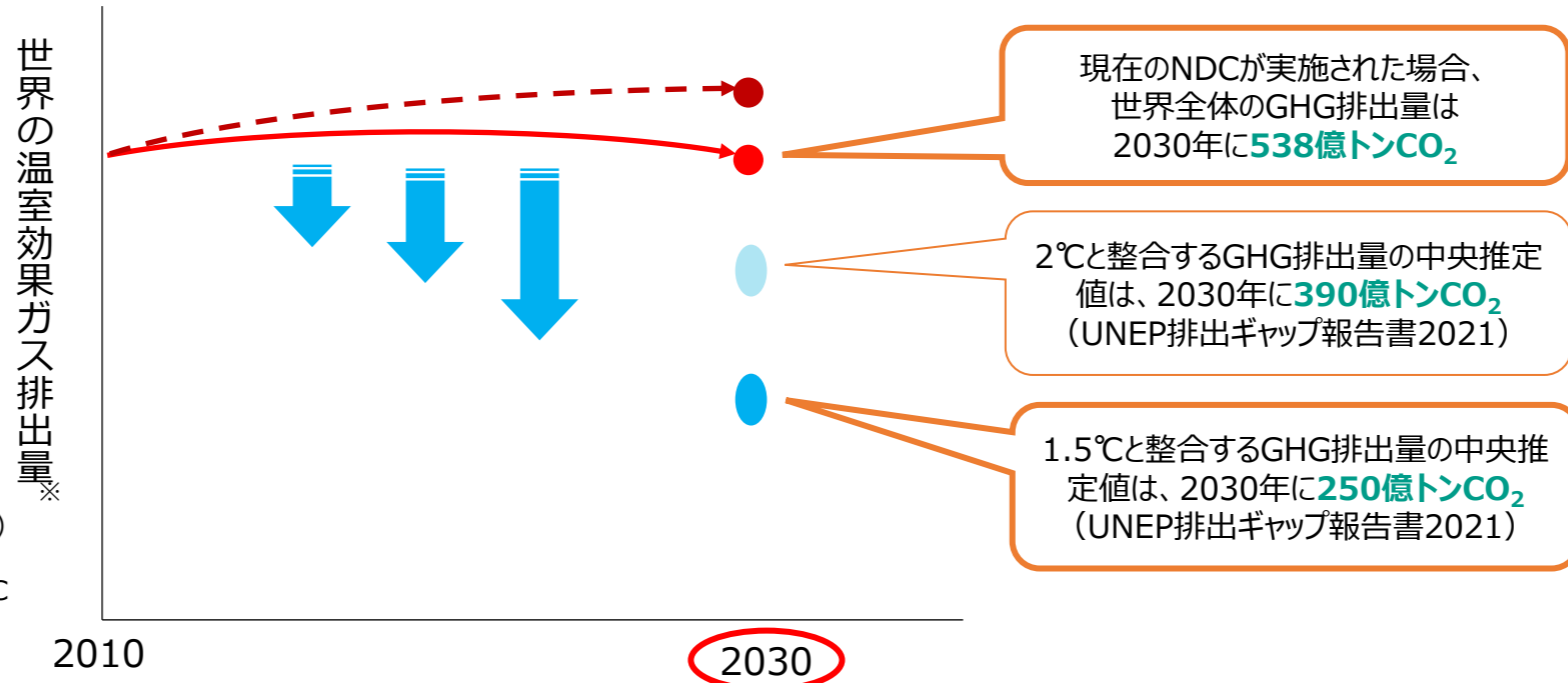 世界の温室効果ガス排出量※
）
C
現在のNDCが実施された場合、
世界全体のGHG排出量は
2030年に538億トンCO₂
2℃と整合するGHG排出量の中央推定
値は、2030年に390億トンCO₂
（UNEP排出ギャップ報告書2021）
1.5℃と整合するGHG排出量の中央推
定値は、2030年に250億トンCO₂
（UNEP排出ギャップ報告書2021）
2010
2030